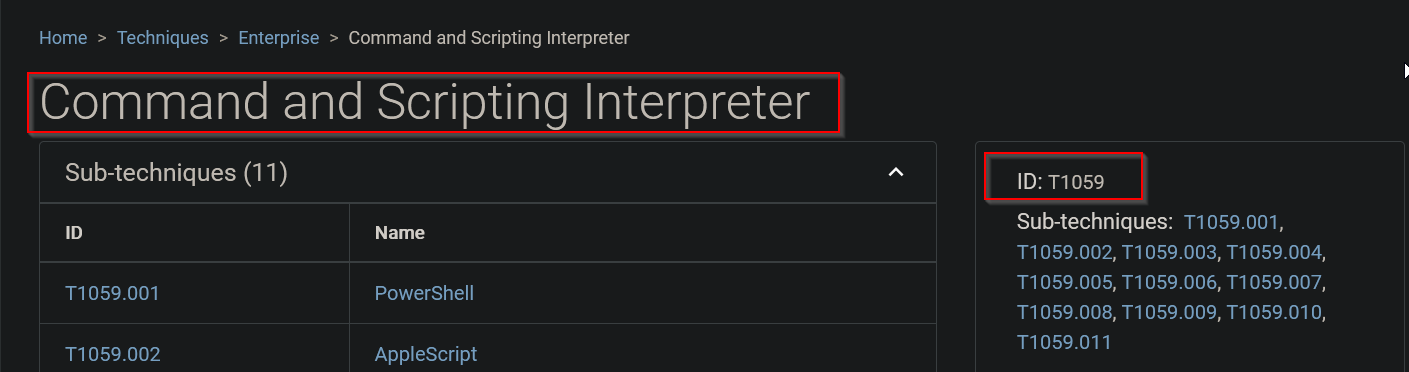 Home > Techniques > Enterprise > Command and Scripting Interpreter
Command and Scripting Interpreter
Sub-techniques (11)
ID Name
T1059.001 PowerShell
T1059.002 AppleScript
ID: T1059
Sub-techniques: T1059.001,
T1059.002, T1059.003, T1059.004,
T1059.005, T1059.006, T1059.007,
T1059.008, T1059.009, T1059.010,
T1059.011